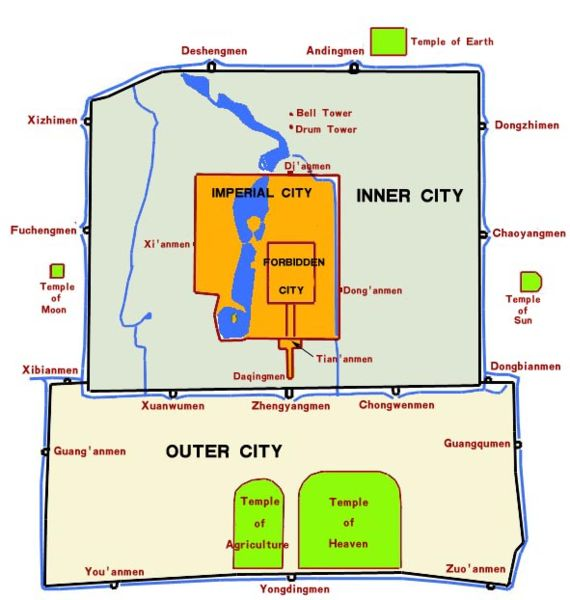 Temple of Earth
Deshengmen
Andingmen
Bell Tower
Drum Tower
Xizhimen
Dongzhimen
Di'anmen
IMPERIAL CITY
INNER CITY
Fuchengmen
Chaoyangmen
Xi'anmen
FORBIDDEN
CITY
Temple
of
Moon
Dong'anmen
Temple
of
Sun
Tian'anmen
Xibianmen
Daqingmen
Dongbianmen
Xuanwumen
Zhengyangmen
Chongwenmen
Guang'anmen
OUTER CITY
Guangqumen
Temple
of
Agriculture
Temple
of
Heaven
You'anmen
Yongdingmen
Zuo'anmen